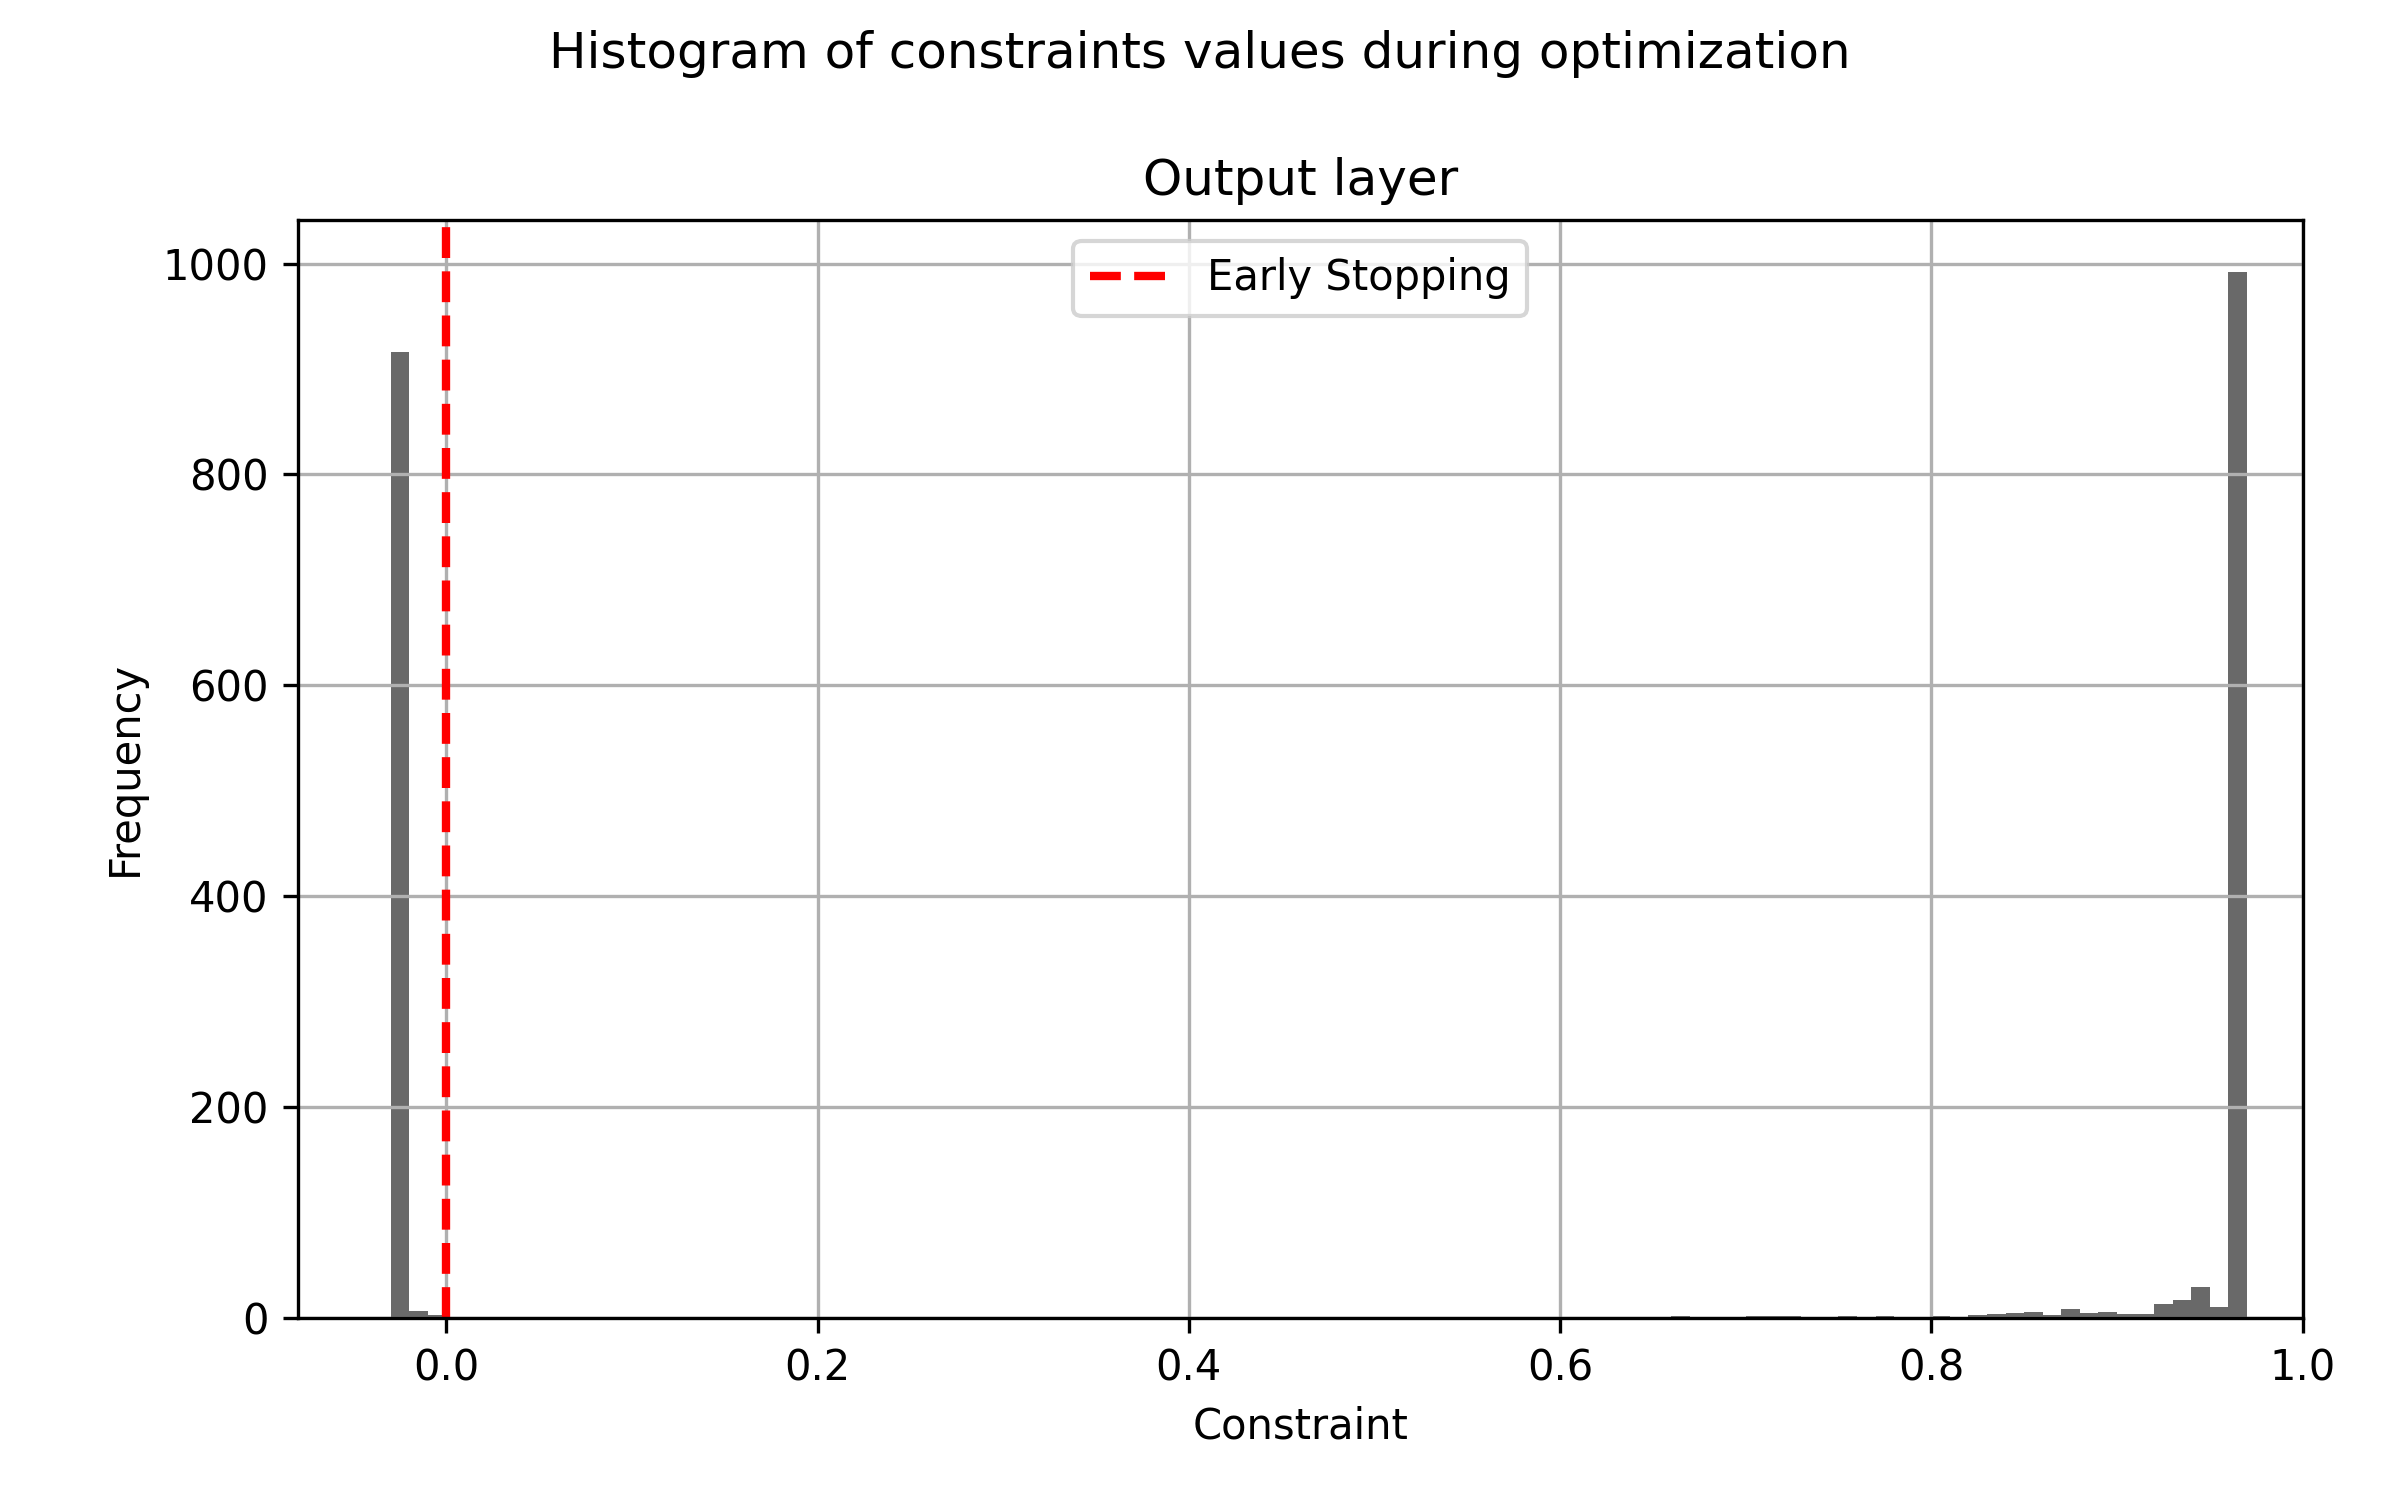 Histogram of constraints values during optimization
Output layer
Early Stopping
1000
800
600
400
200
0
Frequency
0.0 0.2 0.4 0.6 0.8 1.0
Constraint